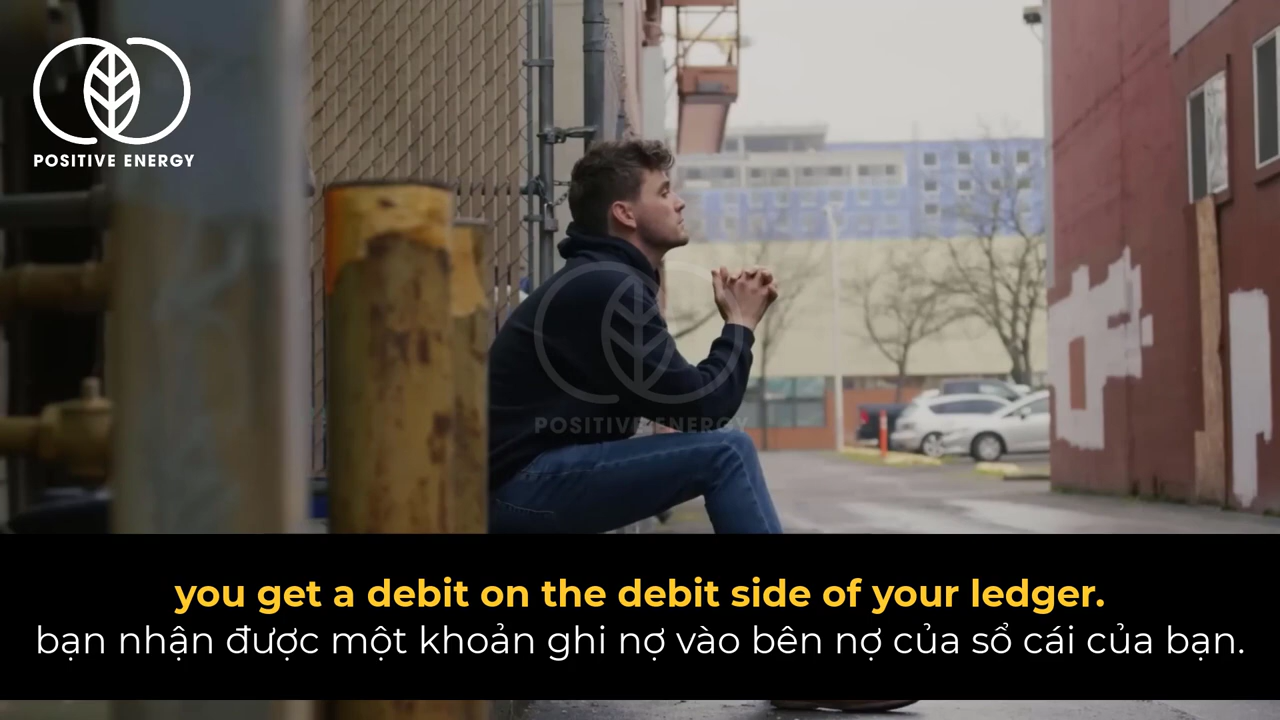 POSITIVE ENERGY
POSITIVE ENERGY
you get a debit on the debit side of your ledger.
bạn nhận được một khoản ghi nợ vào bên nợ của sổ cái của bạn.